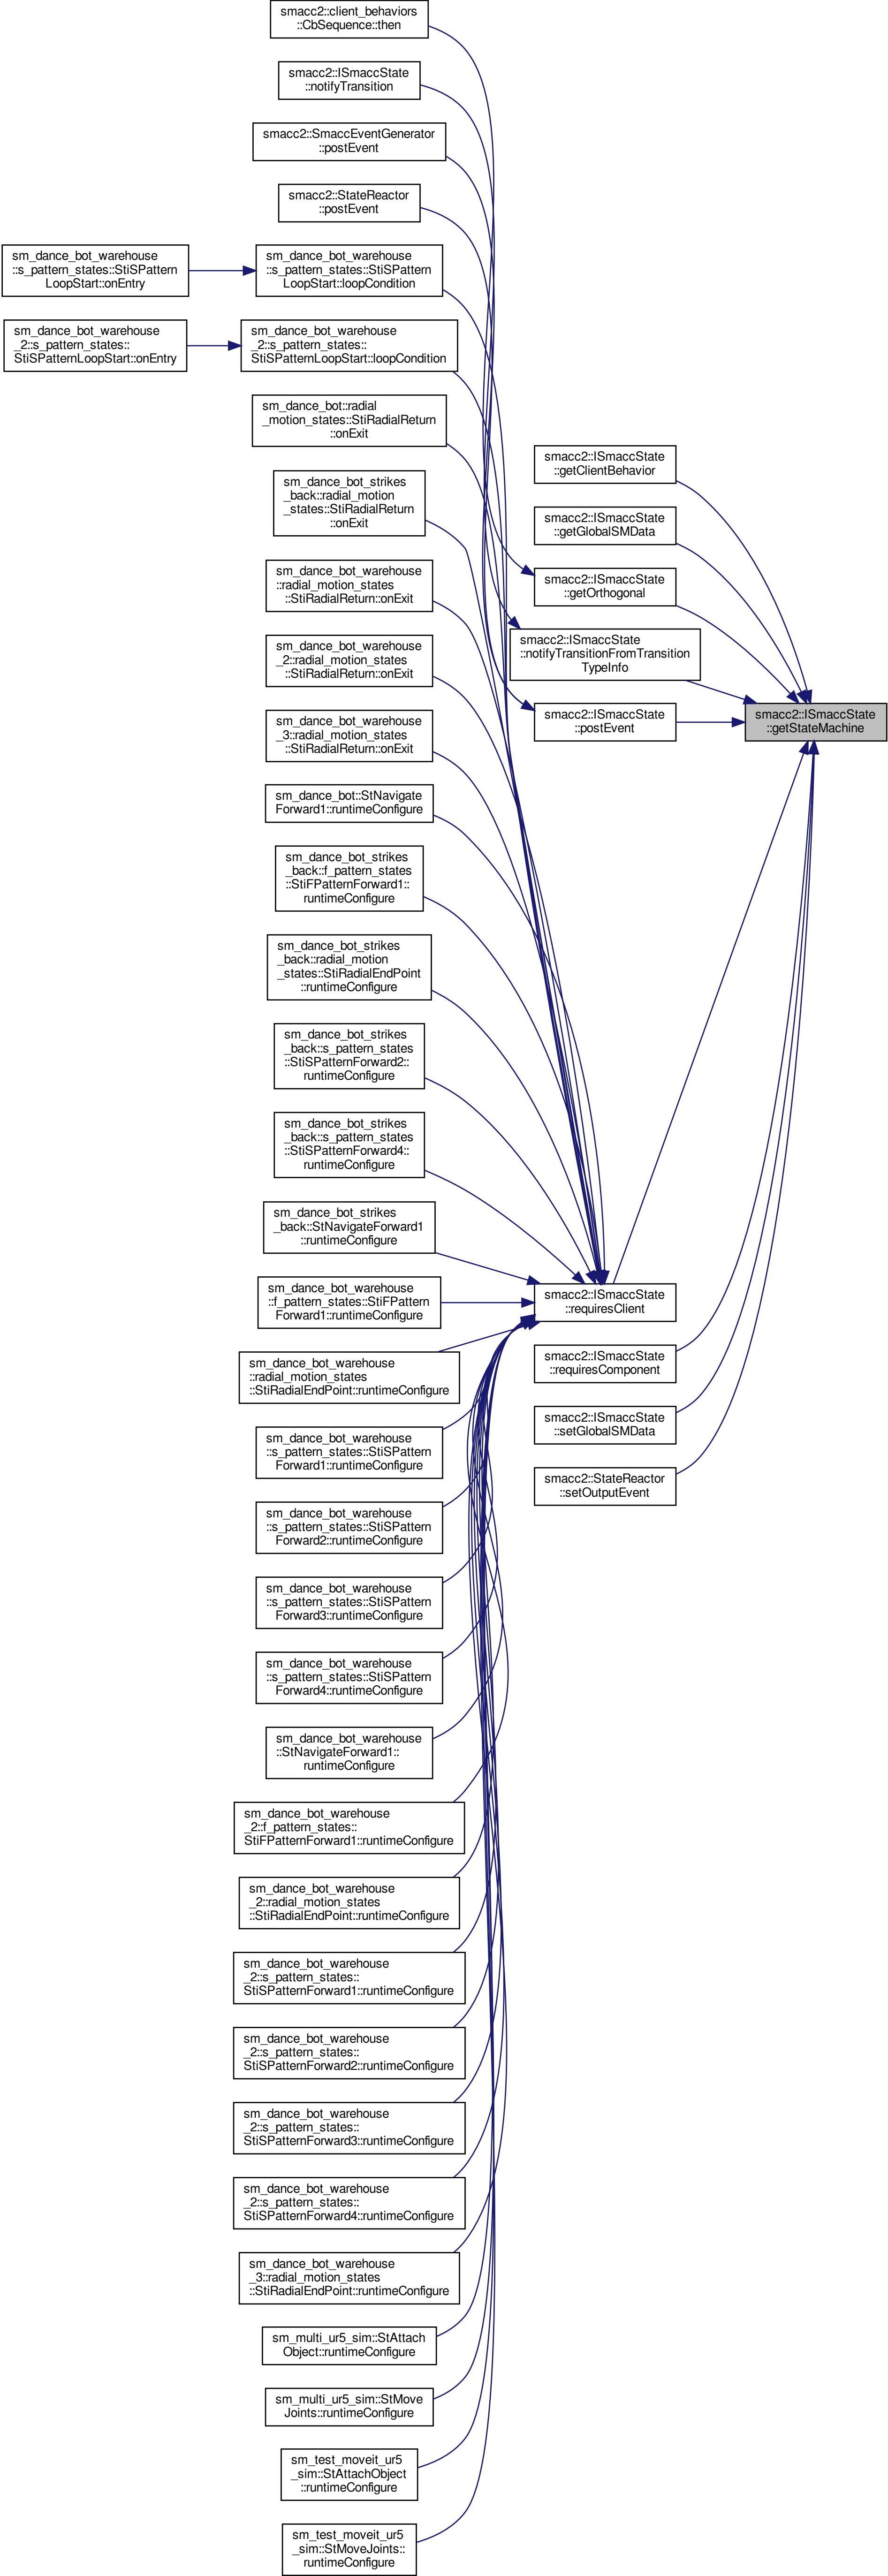 smacc2::client_behaviors
::CbSequence::then
smacc2::ISmaccState
::notifyTransition
smacc2::SmaccEventGenerator
::postEvent
smacc2::StateReactor
::postEvent
sm_dance_bot_warehouse
::s_pattern_states::StiSPattern
LoopStart::onEntry
sm_dance_bot_warehouse
::s_pattern_states::StiSPattern
LoopStart::loopCondition
sm_dance_bot_warehouse
_2::s_pattern_states::
StiSPatternLoopStart::onEntry
sm_dance_bot_warehouse
_2::s_pattern_states::
StiSPatternLoopStart::loopCondition
sm_dance_bot::radial
_motion_states::StiRadialReturn
::onExit
sm_dance_bot_strikes
_back::radial_motion
_states::StiRadialReturn
::onExit
sm_dance_bot_warehouse
::radial_motion_states
::StiRadialReturn::onExit
sm_dance_bot_warehouse
_2::radial_motion_states
::StiRadialReturn::onExit
sm_dance_bot_warehouse
_3::radial_motion_states
::StiRadialReturn::onExit
sm_dance_bot::StNavigate
Forward1::runtimeConfigure
sm_dance_bot_strikes
_back::f_pattern_states
::StiFPatternForward1::
runtimeConfigure
sm_dance_bot_strikes
_back::radial_motion
_states::StiRadialEndPoint
::runtimeConfigure
sm_dance_bot_strikes
_back::s_pattern_states
::StiSPatternForward2::
runtimeConfigure
sm_dance_bot_strikes
_back::s_pattern_states
::StiSPatternForward4::
runtimeConfigure
sm_dance_bot_strikes
_back::StNavigateForward1
::runtimeConfigure
sm_dance_bot_warehouse
::f_pattern_states::StiFPattern
Forward1::runtimeConfigure
sm_dance_bot_warehouse
::radial_motion_states
::StiRadialEndPoint::runtimeConfigure
sm_dance_bot_warehouse
::s_pattern_states::StiSPattern
Forward1::runtimeConfigure
sm_dance_bot_warehouse
::s_pattern_states::StiSPattern
Forward2::runtimeConfigure
sm_dance_bot_warehouse
::s_pattern_states::StiSPattern
Forward3::runtimeConfigure
sm_dance_bot_warehouse
::s_pattern_states::StiSPattern
Forward4::runtimeConfigure
sm_dance_bot_warehouse
::StNavigateForward1::
runtimeConfigure
sm_dance_bot_warehouse
_2::f_pattern_states::
StiFPatternForward1::runtimeConfigure
sm_dance_bot_warehouse
_2::radial_motion_states
::StiRadialEndPoint::runtimeConfigure
sm_dance_bot_warehouse
_2::s_pattern_states::
StiSPatternForward1::runtimeConfigure
sm_dance_bot_warehouse
_2::s_pattern_states::
StiSPatternForward2::runtimeConfigure
sm_dance_bot_warehouse
_2::s_pattern_states::
StiSPatternForward3::runtimeConfigure
sm_dance_bot_warehouse
_2::s_pattern_states::
StiSPatternForward4::runtimeConfigure
sm_dance_bot_warehouse
_3::radial_motion_states
::StiRadialEndPoint::runtimeConfigure
sm_multi_ur5_sim::StAttach
Object::runtimeConfigure
sm_multi_ur5_sim::StMove
Joints::runtimeConfigure
sm_test_moveit_ur5
_sim::StAttachObject
::runtimeConfigure
sm_test_moveit_ur5
_sim::StMoveJoints::
runtimeConfigure
smacc2::ISmaccState
::getClientBehavior
smacc2::ISmaccState
::getGlobalSMData
smacc2::ISmaccState
::getOrthogonal
smacc2::ISmaccState
::notifyTransitionFromTransition
TypeInfo
smacc2::ISmaccState
::postEvent
smacc2::ISmaccState
::requiresClient
smacc2::ISmaccState
::requiresComponent
smacc2::ISmaccState
::setGlobalSMData
smacc2::StateReactor
::setOutputEvent
smacc2::ISmaccState
::getStateMachine